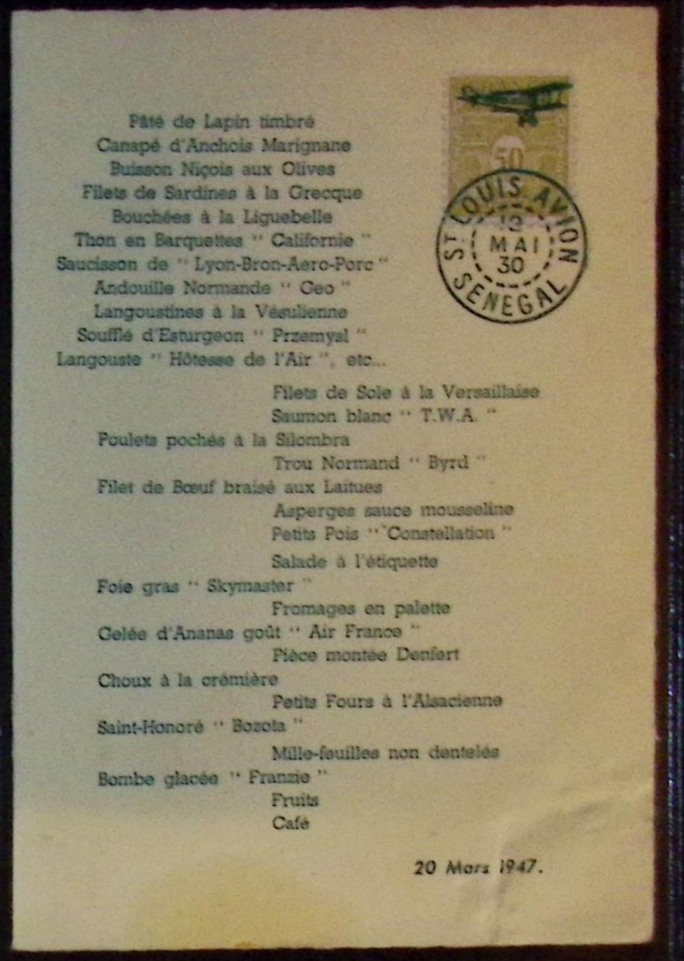 Pâté de Lapin timbré
Canapé d'Anchois Marignane
Buisson Niçois aux Olives
Filets de Sardines à la Grecque
Bouchées à la Liguebelle
Thon en Barquettes " Californie "
Saucisson de " Lyon-Bron-Aero-Porc "
Andouille Normande " Geo "
Langoustines à la Vésulienne
Soufflé d'Esturgeon " Przemysl "
Langouste " Hôtesse de l'Air ", etc...
Filets de Sole à la Versaillaise
Saumon blanc " T.W.A. "
Poulets pochés à la Silombra
Trou Normand " Byrd "
Filet de Bœuf braisé aux Laitues
Asperges sauce mousseline
Petits Pois " Constellation "
Salade à l'étiquette
Foie gras " Skymaster "
Fromages en palette
Gelée d'Ananas goût " Air France "
Pièce montée Denfert
Choux à la crémière
Petits Fours à l'Alsacienne
Saint-Honoré " Bozota "
Mille-feuilles non dentelés
Bombe glacée " Franzie "
Fruits
Café
20 Mars 1947.
50
ST LOUIS AVION
MAI
30
SENEGAL